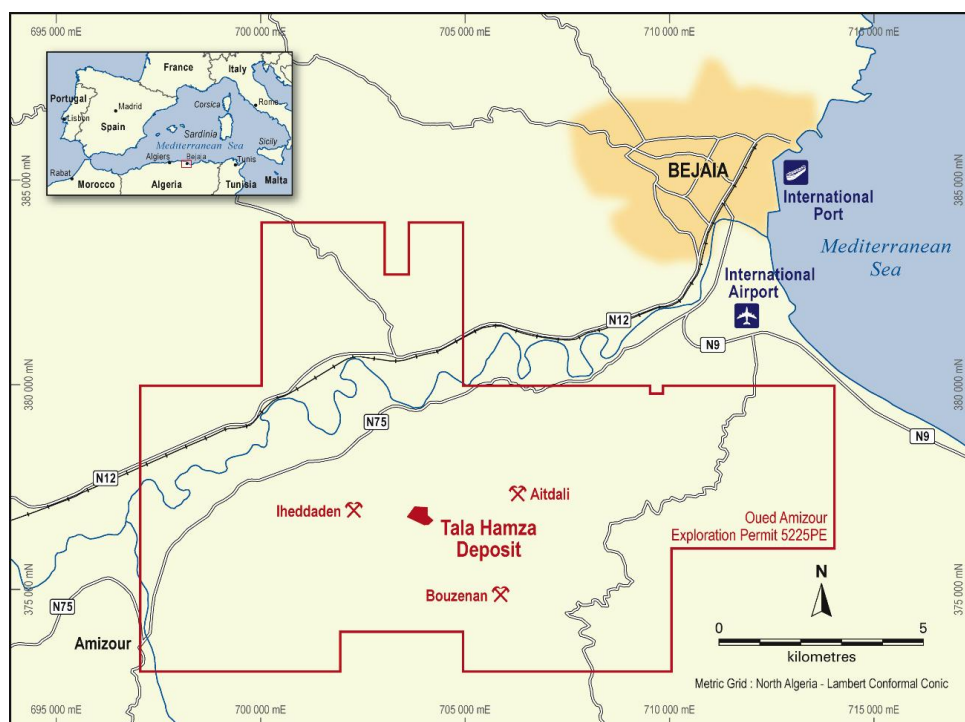 695 000 mE
700 000 mE
705 000 mE
710 000 mE
715 000 mE
France
Italy
Portugal
Madrid
Corsica
Rome
Lisbon
Spain
Sardinia
Mediterranean Sea
Sicily
Algiers
Bejaia
Tunis
Rabat
Morocco
Algeria
Tunisia
Malta
385 000 mN
385 000 mN
BEJAIA
International
Port
Mediterranean
Sea
International
Airport
N12
N9
380 000 mN
380 000 mN
N75
N9
N12
Iheddaden
Aitdali
Tala Hamza
Deposit
Oued Amizour
Exploration Permit 5225PE
375 000 mN
375 000 mN
Bouzenan
N75
Amizour
N
0
5
kilometres
Metric Grid : North Algeria - Lambert Conformal Conic
695 000 mE
700 000 mE
705 000 mE
710 000 mE
715 000 mE